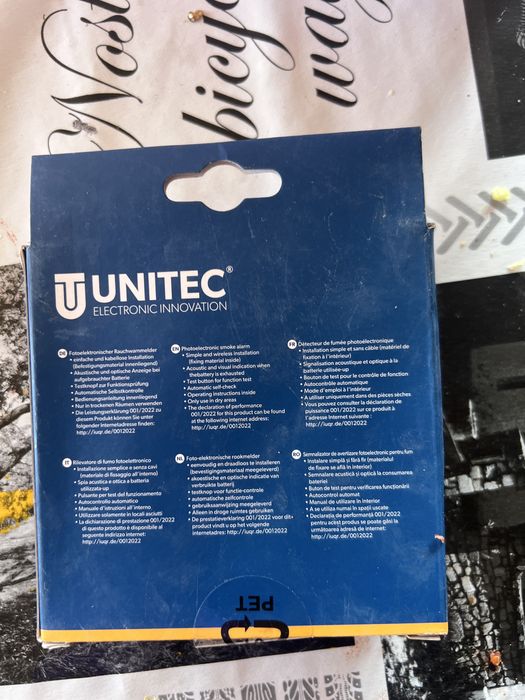 Nost
bicyc
wag
UNITEC®
ELECTRONIC INNOVATION
DE Fotoelektronischer Rauchwarnmelder
• einfache und kabellose Installation
(Befestigungsmaterial innenliegend)
• Akustische und optische Anzeige bei
aufgebrauchter Batterie
• Testknopf zur Funktionsprüfung
• Automatische Selbstkontrolle
• Bedienungsanleitung innenliegend
• Nur in trockenen Räumen verwenden
• Die Leistungserklärung 001/2022 zu
diesem Produkt können Sie unter
folgender Internetadresse finden:
http://iuqr.de/0012022
EN Photoelectronic smoke alarm
• Simple and wireless installation
(fixing material inside)
• Acoustic and visual indication when
the battery is exhausted
• Test button for function test
• Automatic self-check
• Operating instructions inside
• Only use in dry areas
• The declaration of performance
001/2022 for this product can be found
at the following internet address:
http://iuqr.de/0012022
FR Détecteur de fumée photoélectronique
• Installation simple et sans câble (matériel de
fixation à l'intérieur)
• Signalisation acoustique et optique à la
batterie utilisée-up
• Bouton de test pour le contrôle de fonction
• Autocontrôle automatique
• Mode d'emploi à l'intérieur
• A utiliser uniquement dans des pièces sèches
• Vous pouvez consulter la déclaration de
puissance 001/2022 sur ce produit à
l'adresse Internet suivante :
http://iuqr.de/0012022
IT Rilevatore di fumo fotoelettronico
• Installazione semplice e senza cavi
(materiale di fissaggio all'interno)
• Spia acustica e ottica a batteria
utilizzata-up
• Pulsante per test del funzionamento
• Autocontrollo automatico
• Manuale d'istruzioni all'interno
• Utilizzare solamente in locali asciutti
• La dichiarazione di prestazione 001/2022
di questo prodotto è disponibile al
seguente indirizzo internet:
http://iuqr.de/0012022
NL Foto-elektronische rookmelder
• eenvoudig en draadloos te installeren
(bevestigingsmateriaal meegeleverd)
• akoestische en optische indicatie van
verbruikte batterij
• testknop voor functie-controle
• automatische zelfcontrole
• gebruiksaanwijzing meegeleverd
• Alleen in droge ruimtes gebruiken
• De prestatieverklaring 001/2022 voor dit
product vindt u op het volgende
internetadres: http://iuqr.de/0012022
RO Semnalizator de avertizare fotoelectronic pentru fum
• Instalare simplă și fără fir (materialul
de fixare se află în interior)
• Semnalare acustică și optică la consumarea
bateriei
• Buton de test pentru verificarea funcționării
• Autocontrol automat
• Manual de utilizare în interior
• A se utiliza numai în spații uscate
• Declarația de performanță 001/2022
pentru acest produs se poate găsi la
următoarea adresă de internet:
http://iuqr.de/0012022
PET